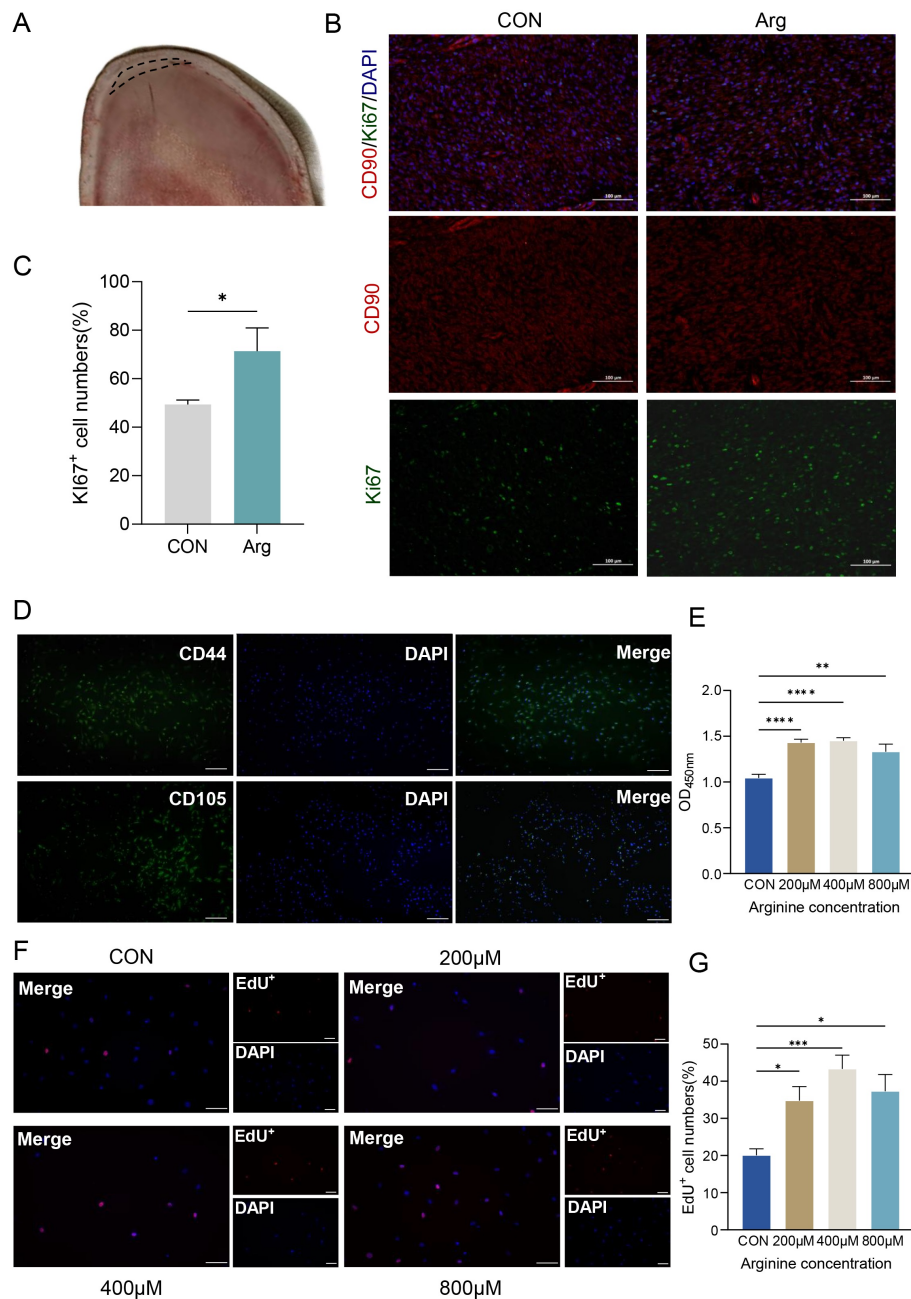 A
B
CON
Arg
CD90/Ki67/DAPI
100 µm
100 µm
CD90
100 µm
100 µm
Ki67
100 µm
100 µm
C
KI67+ cell numbers(%)
100
80
60
40
20
0
*
CON
Arg
D
CD44
DAPI
Merge
CD105
DAPI
Merge
E
OD450nm
2.0
1.5
1.0
0.5
0.0
**
****
****
CON 200µM 400µM 800µM
Arginine concentration
F
CON
200µM
Merge
EdU+
DAPI
Merge
EdU+
DAPI
Merge
EdU+
DAPI
Merge
EdU+
DAPI
400µM
800µM
G
EdU+ cell numbers(%)
50
40
30
20
10
0
*
***
*
CON 200µM 400µM 800µM
Arginine concentration